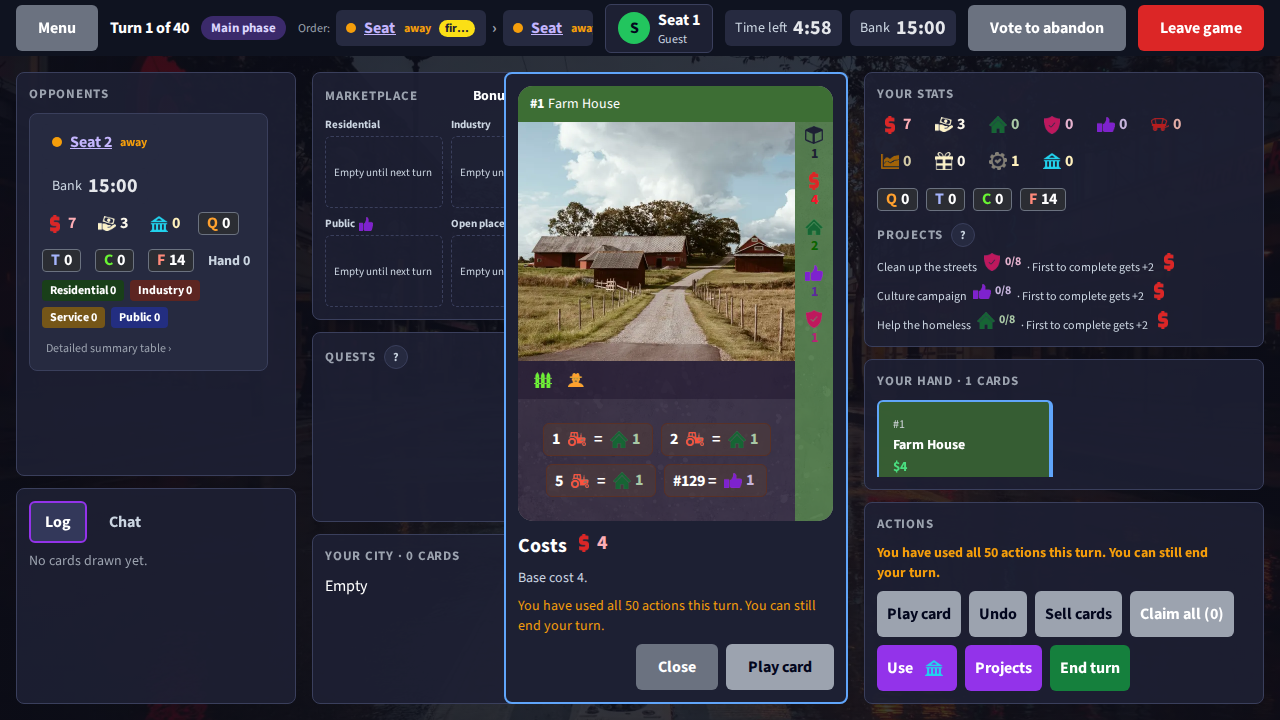 Menu
Turn 1 of 40
Main phase
Order:
Seat away fir...
›
Seat
S
Seat 1
Guest
Time left 4:58
Bank 15:00
Vote to abandon
Leave game
OPPONENTS
Seat 2 away
Bank 15:00
7 3 0 Q 0
T 0 C 0 F 14 Hand 0
Residential 0 Industry 0
Service 0 Public 0
Detailed summary table ›
Log Chat
No cards drawn yet.
MARKETPLACE
Residential Industry
Empty until next turn
Public
Empty until next turn
QUESTS ?
YOUR CITY · 0 CARDS
Empty
#1 Farm House
1
4
2
1
1
1 = 1 2 = 1
5 = 1 #129 = 1
Costs 4
Base cost 4.
You have used all 50 actions this turn. You can still
end your turn.
Close Play card
YOUR STATS
7 3 0 0 0 0
0 0 1 0
Q 0 T 0 C 0 F 14
PROJECTS ?
Clean up the streets 0/8 · First to complete gets +2
Culture campaign 0/8 · First to complete gets +2
Help the homeless 0/8 · First to complete gets +2
YOUR HAND · 1 CARDS
#1
Farm House
$4
ACTIONS
You have used all 50 actions this turn. You can still end
your turn.
Play card Undo Sell cards Claim all (0)
Use Projects End turn